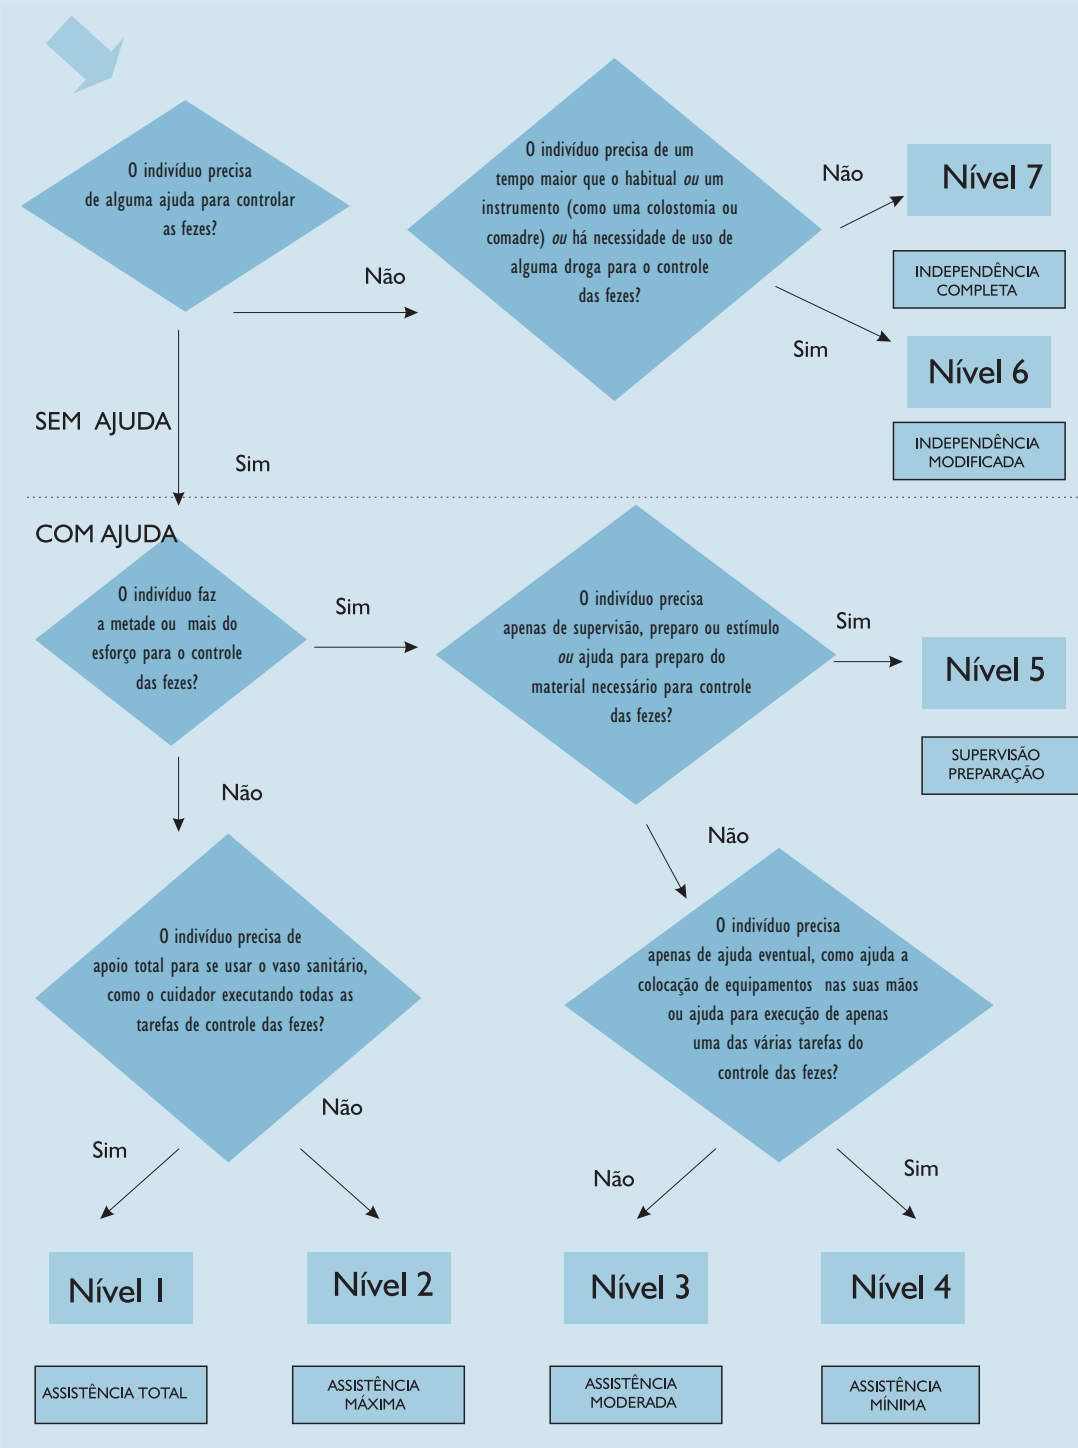 O indivíduo precisa
de alguma ajuda para controlar
as fezes?
Não
O indivíduo precisa de um
tempo maior que o habitual ou um
instrumento (como uma colostomia ou
comadre) ou há necessidade de uso de
alguma droga para o controle
das fezes?
Não
Nível 7
INDEPENDÊNCIA
COMPLETA
Sim
Nível 6
INDEPENDÊNCIA
MODIFICADA
SEM AJUDA
Sim
COM AJUDA
O indivíduo faz
a metade ou mais do
esforço para o controle
das fezes?
Sim
O indivíduo precisa
apenas de supervisão, preparo ou estímulo
ou ajuda para preparo do
material necessário para controle
das fezes?
Sim
Nível 5
SUPERVISÃO
PREPARAÇÃO
Não
Não
O indivíduo precisa de
apoio total para se usar o vaso sanitário,
como o cuidador executando todas as
tarefas de controle das fezes?
O indivíduo precisa
apenas de ajuda eventual, como ajuda a
colocação de equipamentos nas suas mãos
ou ajuda para execução de apenas
uma das várias tarefas do
controle das fezes?
Sim
Não
Não
Sim
Nível 1
Nível 2
Nível 3
Nível 4
ASSISTÊNCIA TOTAL
ASSISTÊNCIA
MÁXIMA
ASSISTÊNCIA
MODERADA
ASSISTÊNCIA
MÍNIMA